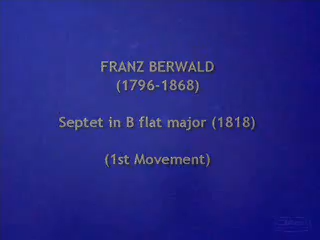 FRANZ BERWALD
(1796-1868)
Septet in B flat major (1818)
(1st Movement)